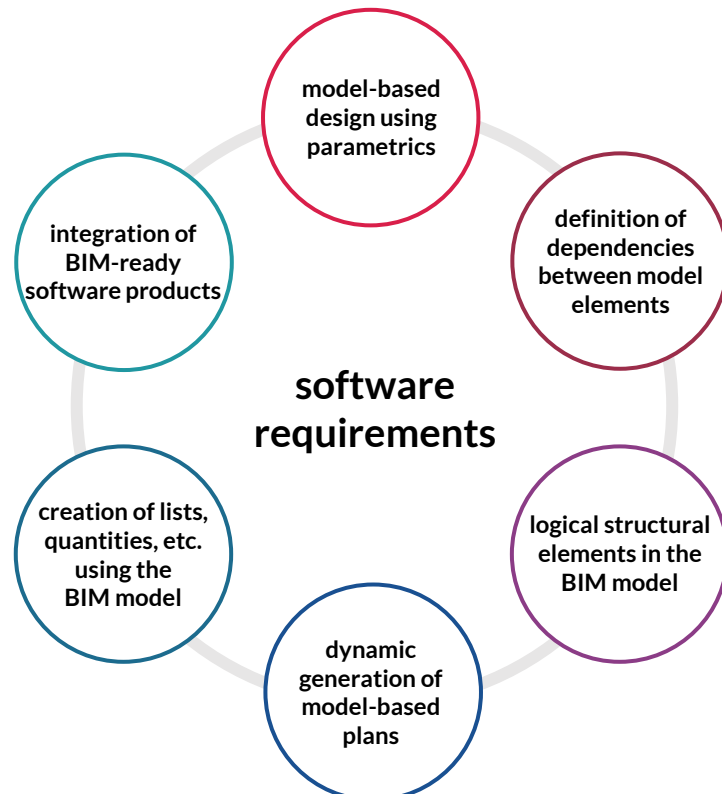 model-based
design using
parametrics
definition of
dependencies
between model
elements
logical structural
elements in the
BIM model
dynamic
generation of
model-based
plans
creation of lists,
quantities, etc.
using the
BIM model
integration of
BIM-ready
software products
software
requirements